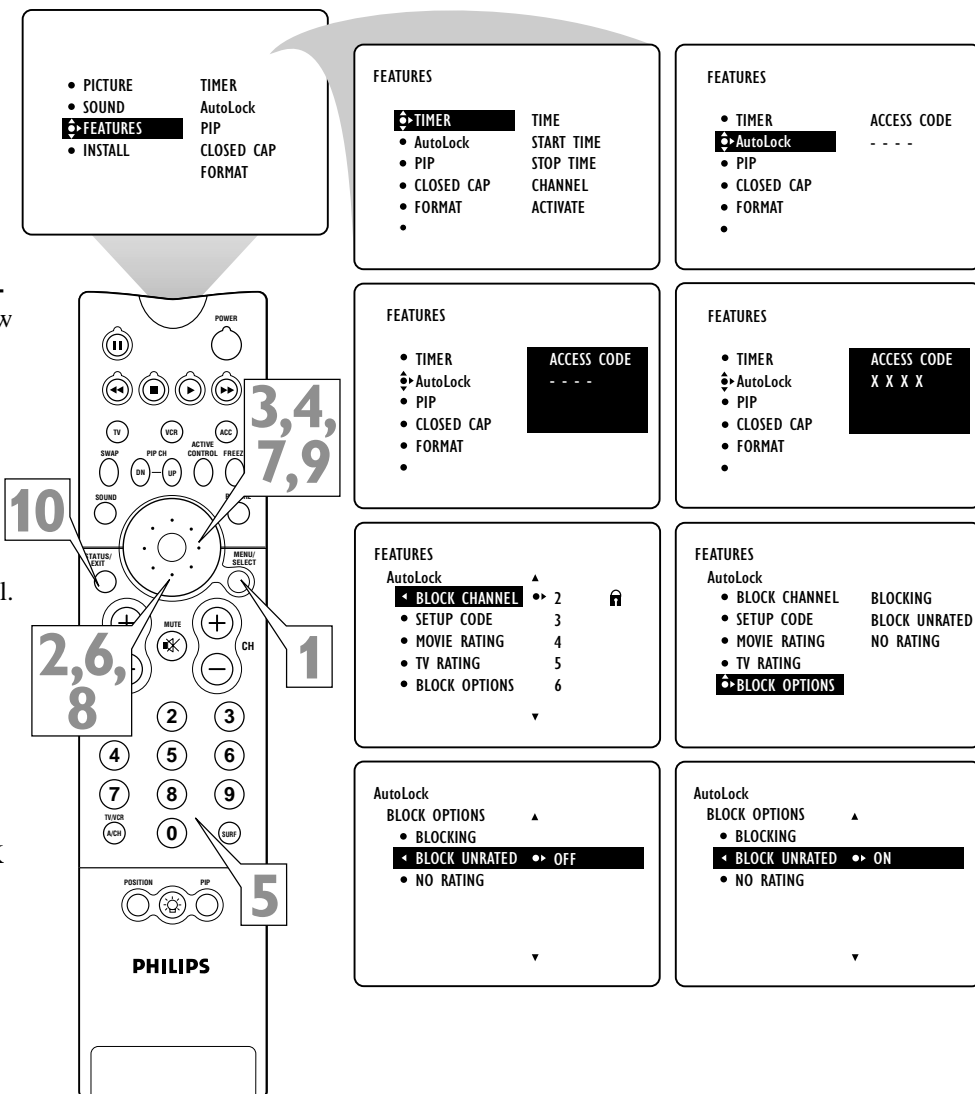 PICTURE TIMER
SOUND AutoLock
FEATURES PIP
INSTALL CLOSED CAP
FORMAT
FEATURES
TIMER TIME
AutoLock START TIME
PIP STOP TIME
CLOSED CAP CHANNEL
FORMAT ACTIVATE
FEATURES
TIMER ACCESS CODE
AutoLock - - - -
PIP
CLOSED CAP
FORMAT
FEATURES
TIMER ACCESS CODE
AutoLock - - - -
PIP
CLOSED CAP
FORMAT
FEATURES
TIMER ACCESS CODE
AutoLock X X X X
PIP
CLOSED CAP
FORMAT
FEATURES
AutoLock
BLOCK CHANNEL 2
SETUP CODE 3
MOVIE RATING 4
TV RATING 5
BLOCK OPTIONS 6
FEATURES
AutoLock
BLOCK CHANNEL BLOCKING
SETUP CODE BLOCK UNRATED
MOVIE RATING NO RATING
TV RATING
BLOCK OPTIONS
AutoLock
BLOCK OPTIONS
BLOCKING
BLOCK UNRATED OFF
NO RATING
AutoLock
BLOCK OPTIONS
BLOCKING
BLOCK UNRATED ON
NO RATING
w
l.
POWER
TV VCR ACC
SWAP PIP CH ACTIVE CONTROL FREEZ
DN UP
SOUND
STATUS/
EXIT
MENU/
SELECT
MUTE
CH
2 3
4 5 6
7 8 9
TV/VCR
A/CH 0 SURF
POSITION PIP
PHILIPS
3,4,
7,9
10
2,6,
8
1
5